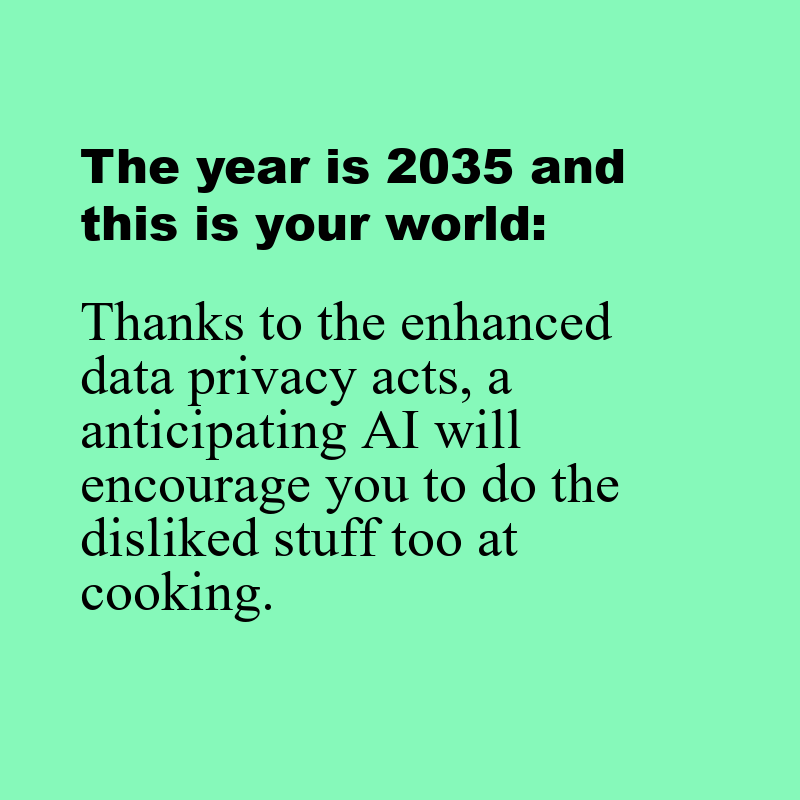 The year is 2035 and
this is your world:
Thanks to the enhanced
data privacy acts, a
anticipating AI will
encourage you to do the
disliked stuff too at
cooking.